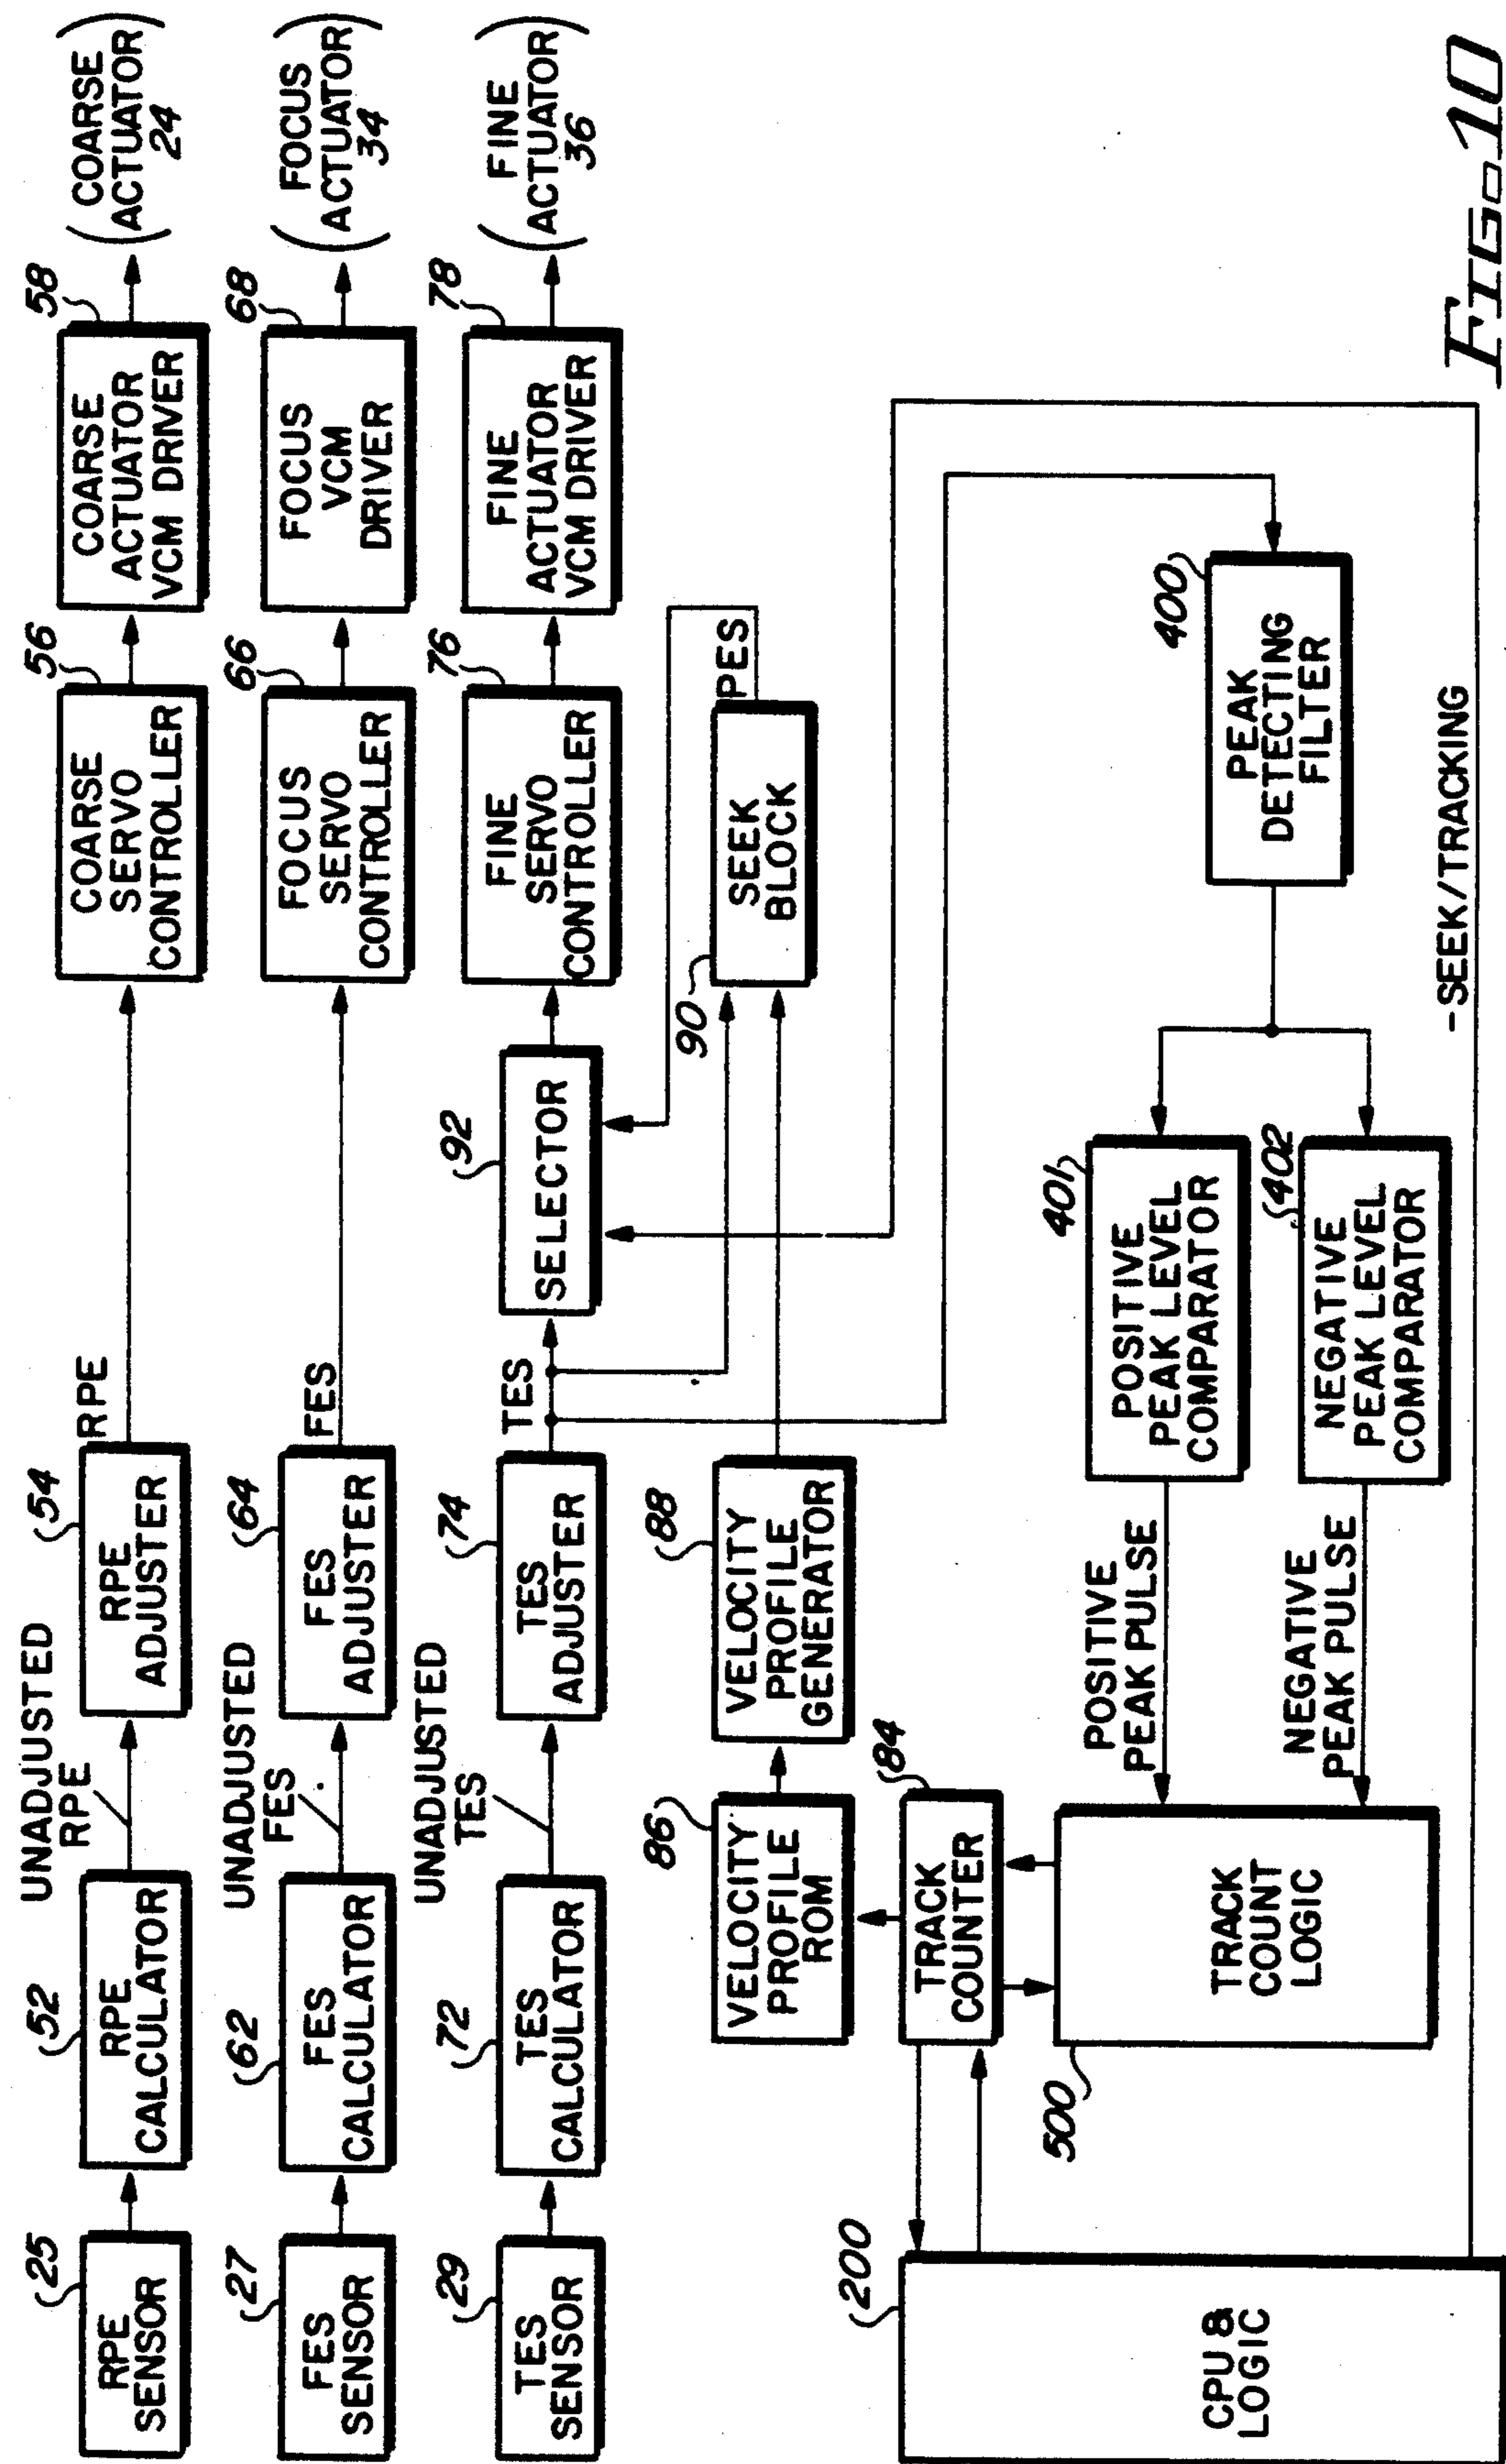 25
RPE
SENSOR
52
RPE
CALCULATOR
UNADJUSTED
RPE
54
RPE
ADJUSTER
RPE
56
COARSE
SERVO
CONTROLLER
58
COARSE
ACTUATOR
VCM DRIVER
(COARSE
ACTUATOR)
24
27
FES
SENSOR
62
FES
CALCULATOR
UNADJUSTED
FES
64
FES
ADJUSTER
FES
66
FOCUS
SERVO
CONTROLLER
68
FOCUS
VCM
DRIVER
(FOCUS
ACTUATOR)
34
29
TES
SENSOR
72
TES
CALCULATOR
UNADJUSTED
TES
74
TES
ADJUSTER
TES
92
SELECTOR
76
FINE
SERVO
CONTROLLER
78
FINE
ACTUATOR
VCM DRIVER
(FINE
ACTUATOR)
36
86
VELOCITY
PROFILE
ROM
88
VELOCITY
PROFILE
GENERATOR
90
SEEK
BLOCK
PES
84
TRACK
COUNTER
200
CPU &
LOGIC
500
TRACK
COUNT
LOGIC
POSITIVE
PEAK PULSE
NEGATIVE
PEAK PULSE
401
POSITIVE
PEAK LEVEL
COMPARATOR
402
NEGATIVE
PEAK LEVEL
COMPARATOR
400
PEAK
DETECTING
FILTER
-SEEK/TRACKING
FIG. 10